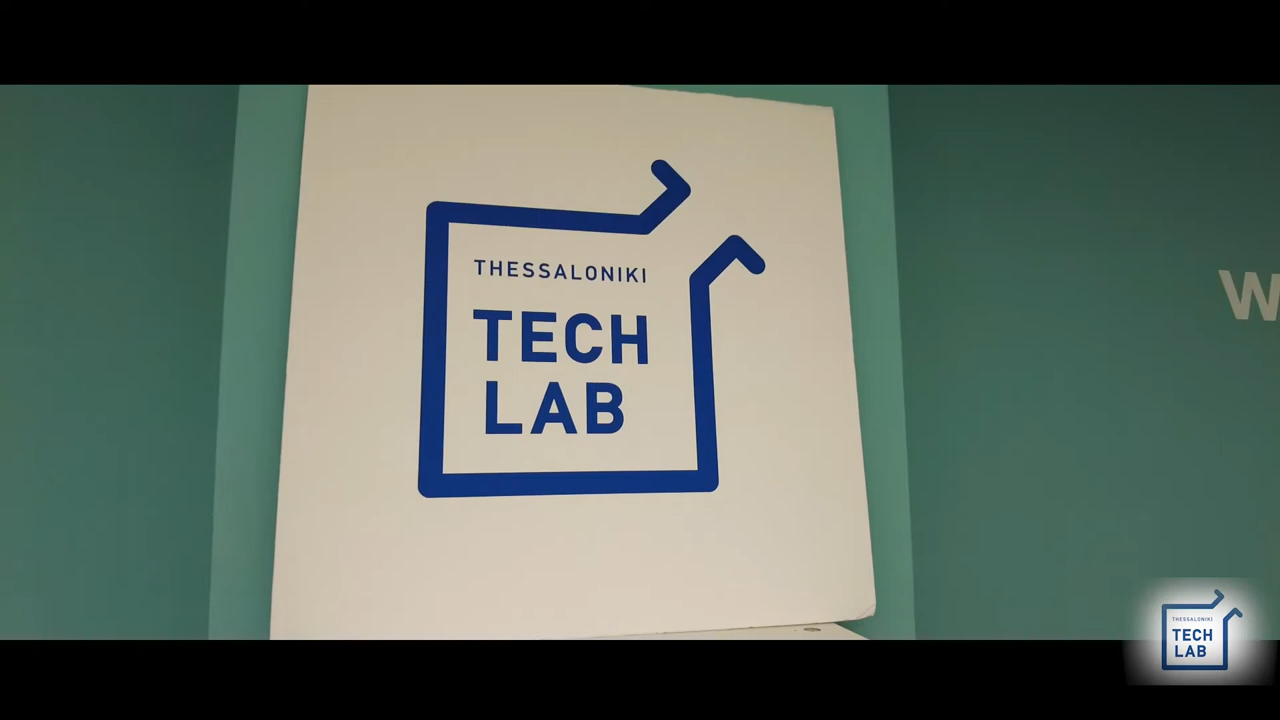 THESSALONIKI
TECH
LAB
W
THESSALONIKI
TECH
LAB